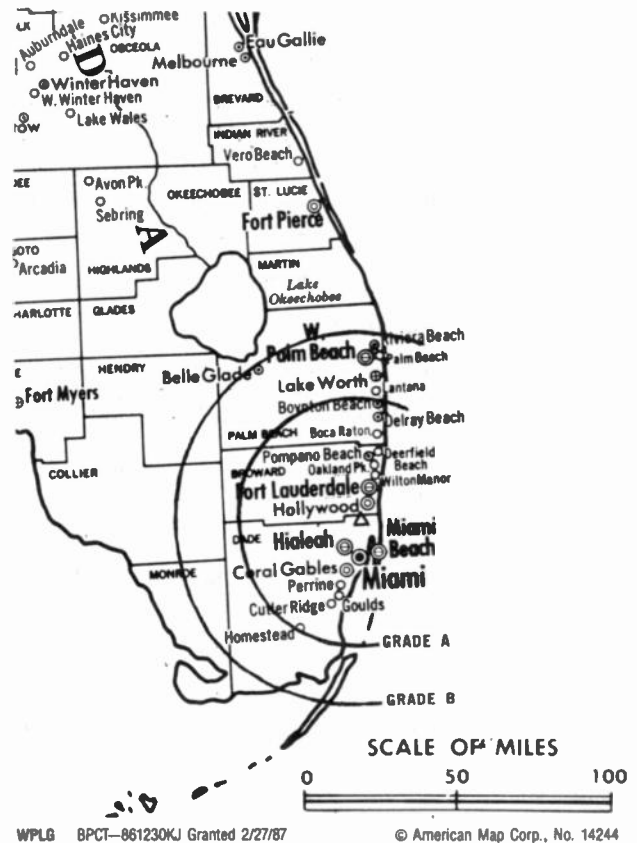 Kissimmee
Auburndale
Haines City
OSCEOLA
D
Eau Gallie
Melbourne
Winter Haven
W. Winter Haven
Lake Wales
BREVARD
INDIAN RIVER
Vero Beach
Avon Pk.
OKEECHOBEE
ST. LUCIE
Sebring
Fort Pierce
A
OTO
Arcadia
HIGHLANDS
MARTIN
Lake
Okeechobee
HARLOTTE
GLADES
W.
Palm Beach
Riviera Beach
Palm Beach
HENDRY
Belle Glade
Fort Myers
Lake Worth
Lantana
Boynton Beach
Delray Beach
PALM BEACH
Boca Raton
COLLIER
Pompano Beach
Deerfield
Beach
BROWARD
Oakland Pk.
Wilton Manor
Fort Lauderdale
Hollywood
DADE
Hialeah
Miami
Beach
MONROE
Coral Gables
Miami
Perrine
Cutler Ridge
Goulds
Homestead
GRADE A
GRADE B
SCALE OF MILES
0 50 100
WPLG BPCT—861230KJ Granted 2/27/87 © American Map Corp., No. 14244